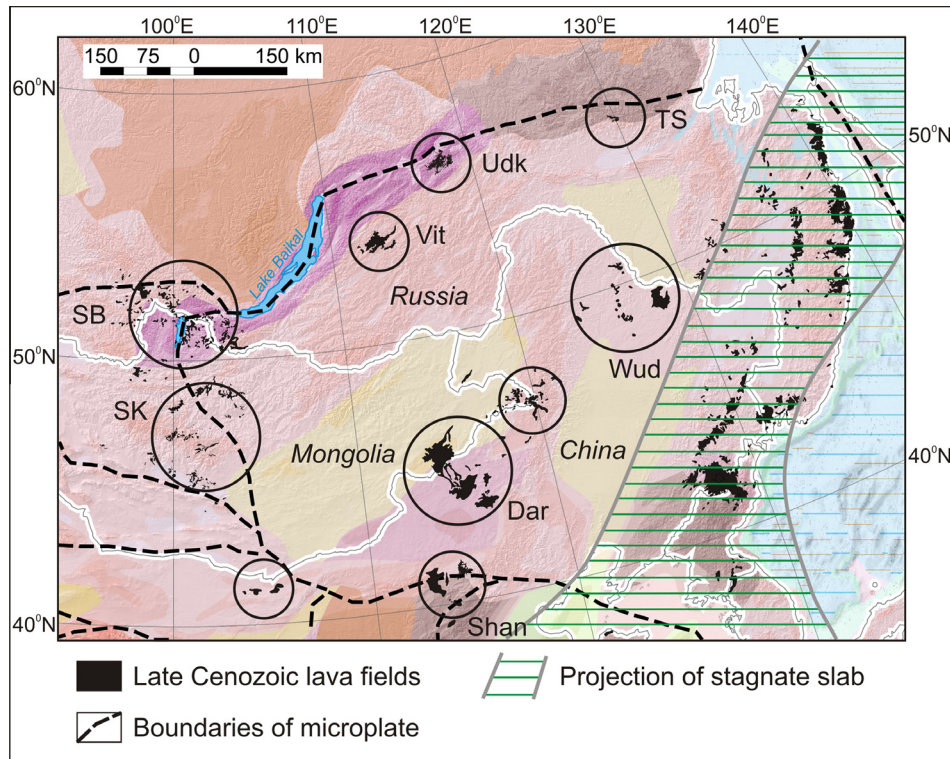 100°E 110°E 120°E 130°E 140°E
150 75 0 150 km
60°N
TS
50°N
Udk
Vit
Lake Baikal
Russia
SB
50°N
Wud
SK
Mongolia
China
40°N
Dar
40°N
Shan
Late Cenozoic lava fields
Projection of stagnate slab
Boundaries of microplate